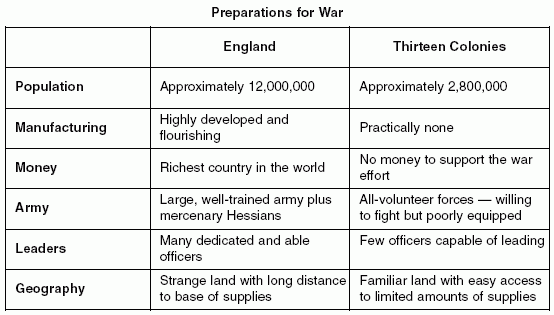 Preparations for War
England
Thirteen Colonies
Population
Approximately 12,000,000
Approximately 2,800,000
Manufacturing
Highly developed and
flourishing
Practically none
Money
Richest country in the world
No money to support the war
effort
Army
Large, well-trained army plus
mercenary Hessians
All-volunteer forces — willing
to fight but poorly equipped
Leaders
Many dedicated and able
officers
Few officers capable of leading
Geography
Strange land with long distance
to base of supplies
Familiar land with easy access
to limited amounts of supplies